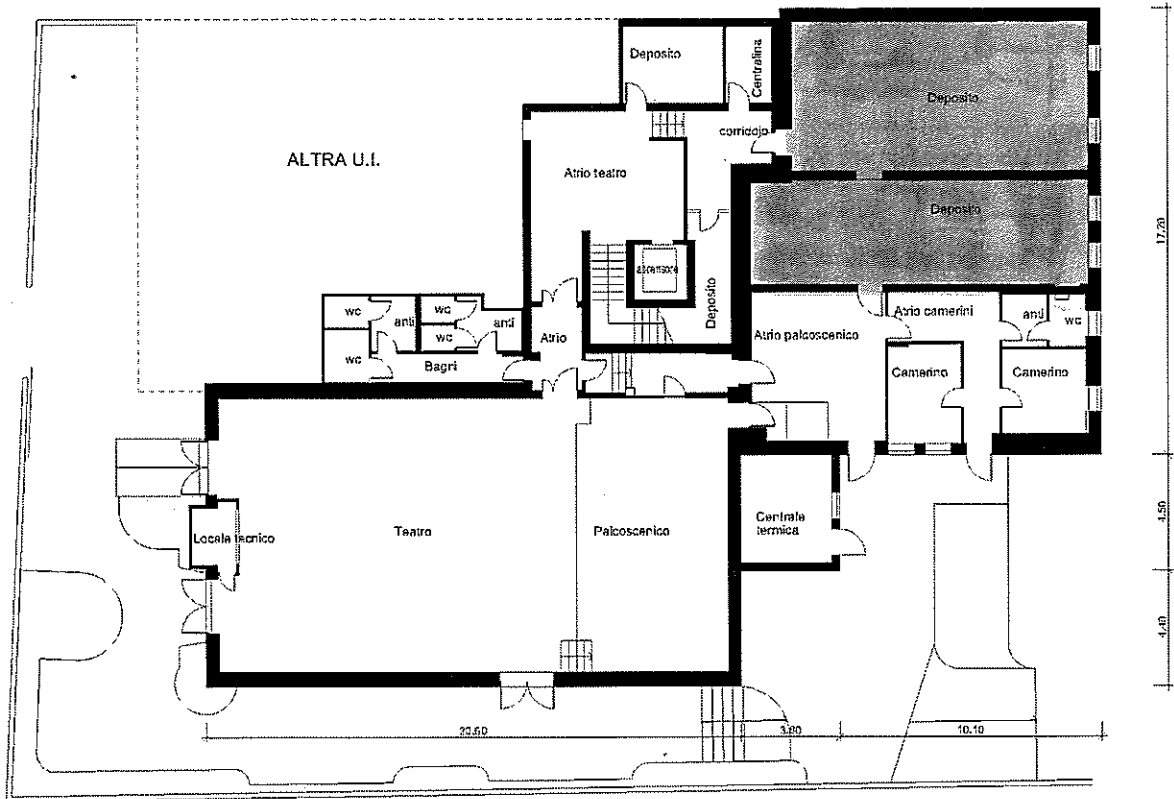 Deposito
Centralina
Deposito
corridoio
ALTRA U.I.
Atrio teatro
Deposito
17,20
ascensore
Deposito
wc
anti
wc
anti
wc
wc
Bagni
Atrio
Atrio palcoscenico
Atrio camerini
anti
wc
Camerino
Camerino
Locale tecnico
Teatro
Palcoscenico
Centrale
termica
4,50
4,40
20,60
3,80
10,10